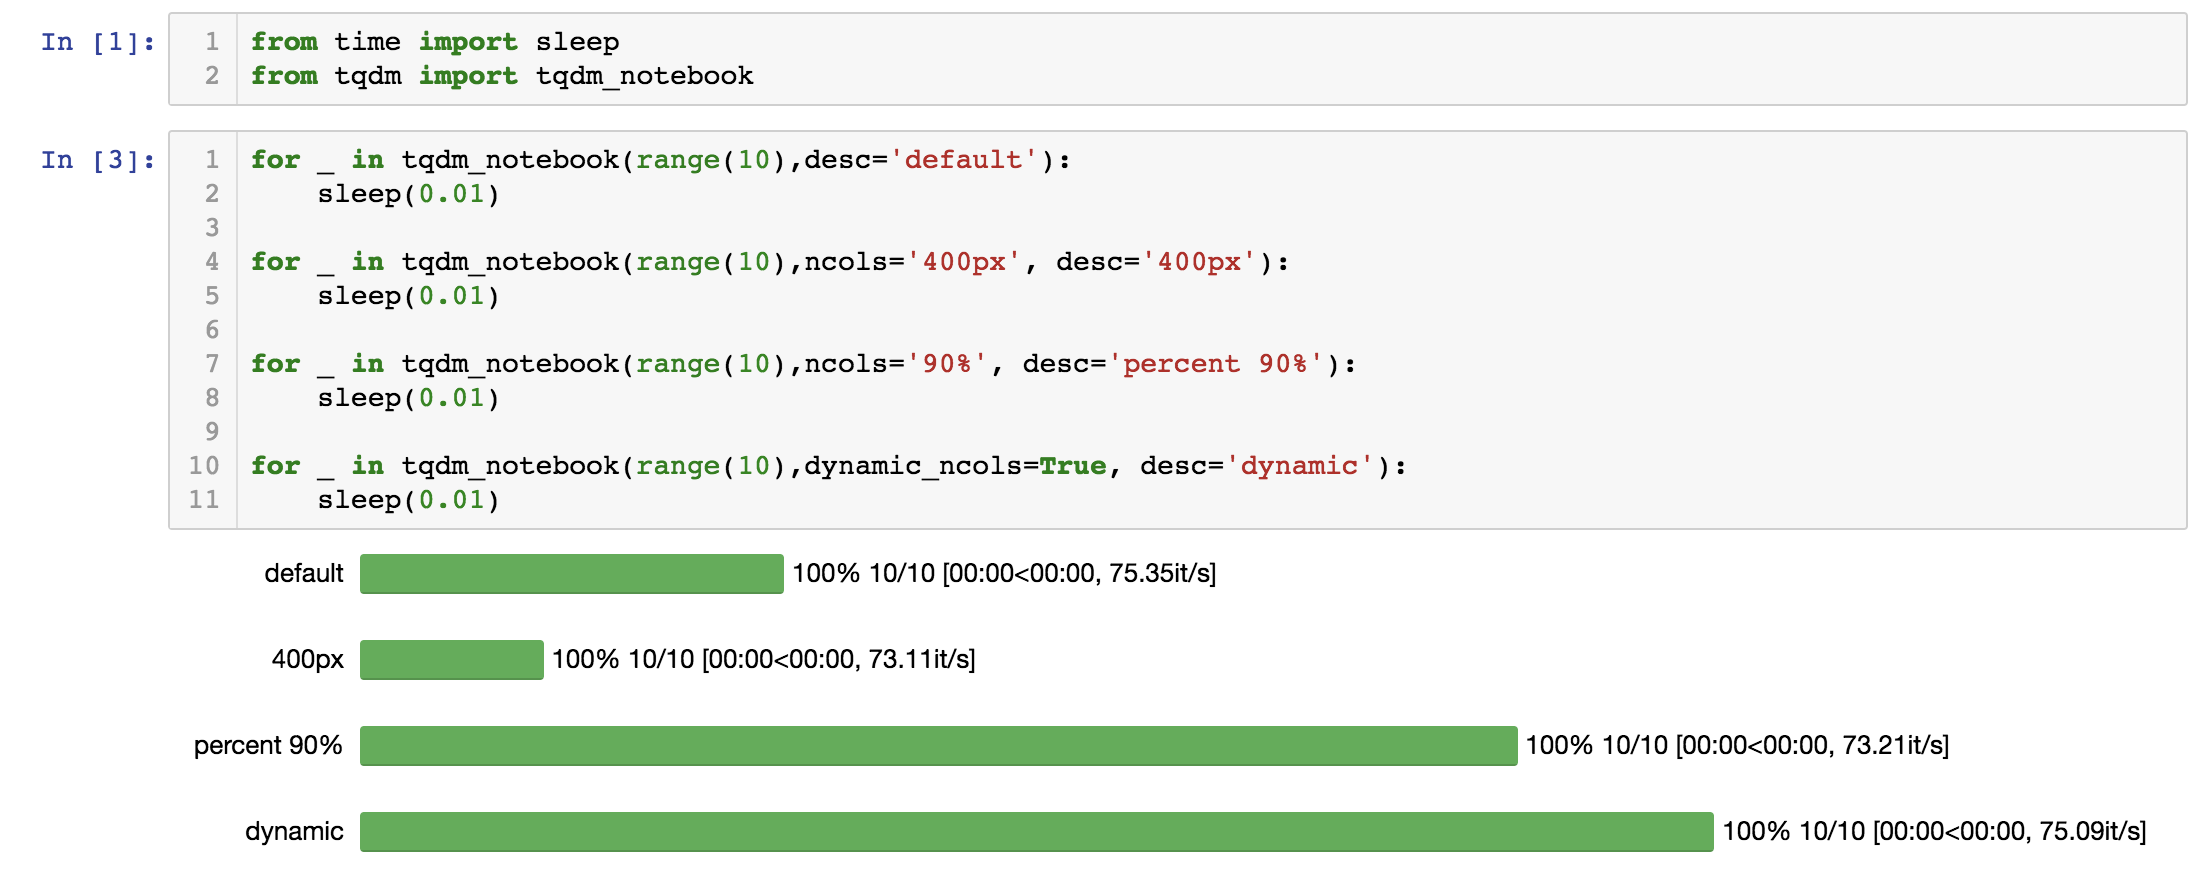 In [1]:
1 from time import sleep
2 from tqdm import tqdm_notebook
In [3]:
1 for _ in tqdm_notebook(range(10),desc='default'):
2     sleep(0.01)
3
4 for _ in tqdm_notebook(range(10),ncols='400px', desc='400px'):
5     sleep(0.01)
6
7 for _ in tqdm_notebook(range(10),ncols='90%', desc='percent 90%'):
8     sleep(0.01)
9
10 for _ in tqdm_notebook(range(10),dynamic_ncols=True, desc='dynamic'):
11     sleep(0.01)
default 100% 10/10 [00:00<00:00, 75.35it/s]
400px 100% 10/10 [00:00<00:00, 73.11it/s]
percent 90% 100% 10/10 [00:00<00:00, 73.21it/s]
dynamic 100% 10/10 [00:00<00:00, 75.09it/s]